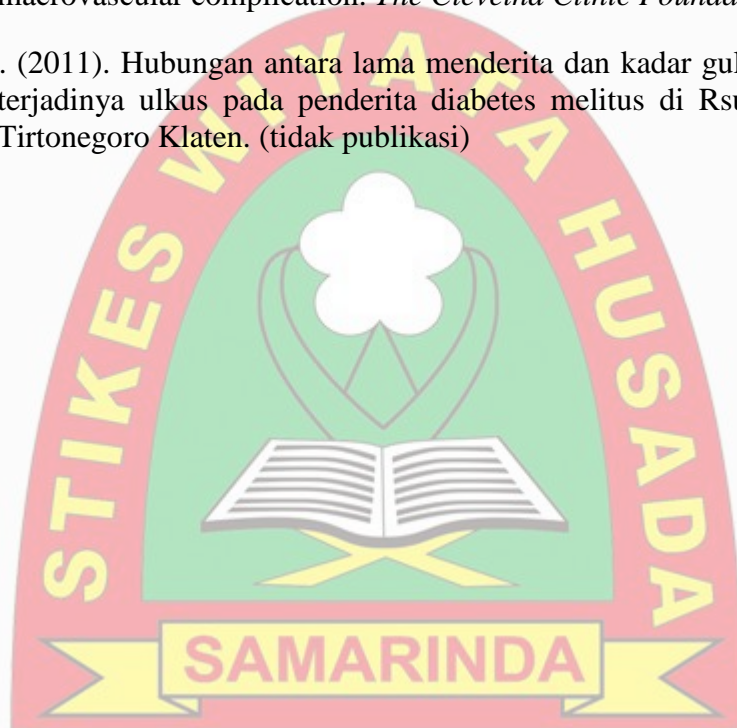 macrovascular complication. The Cleveland Clinic Founda
. (2011). Hubungan antara lama menderita dan kadar gul
terjadinya ulkus pada penderita diabetes melitus di Rsu
Tirtonegoro Klaten. (tidak publikasi)
STIKES WIYATA HUSADA
SAMARINDA